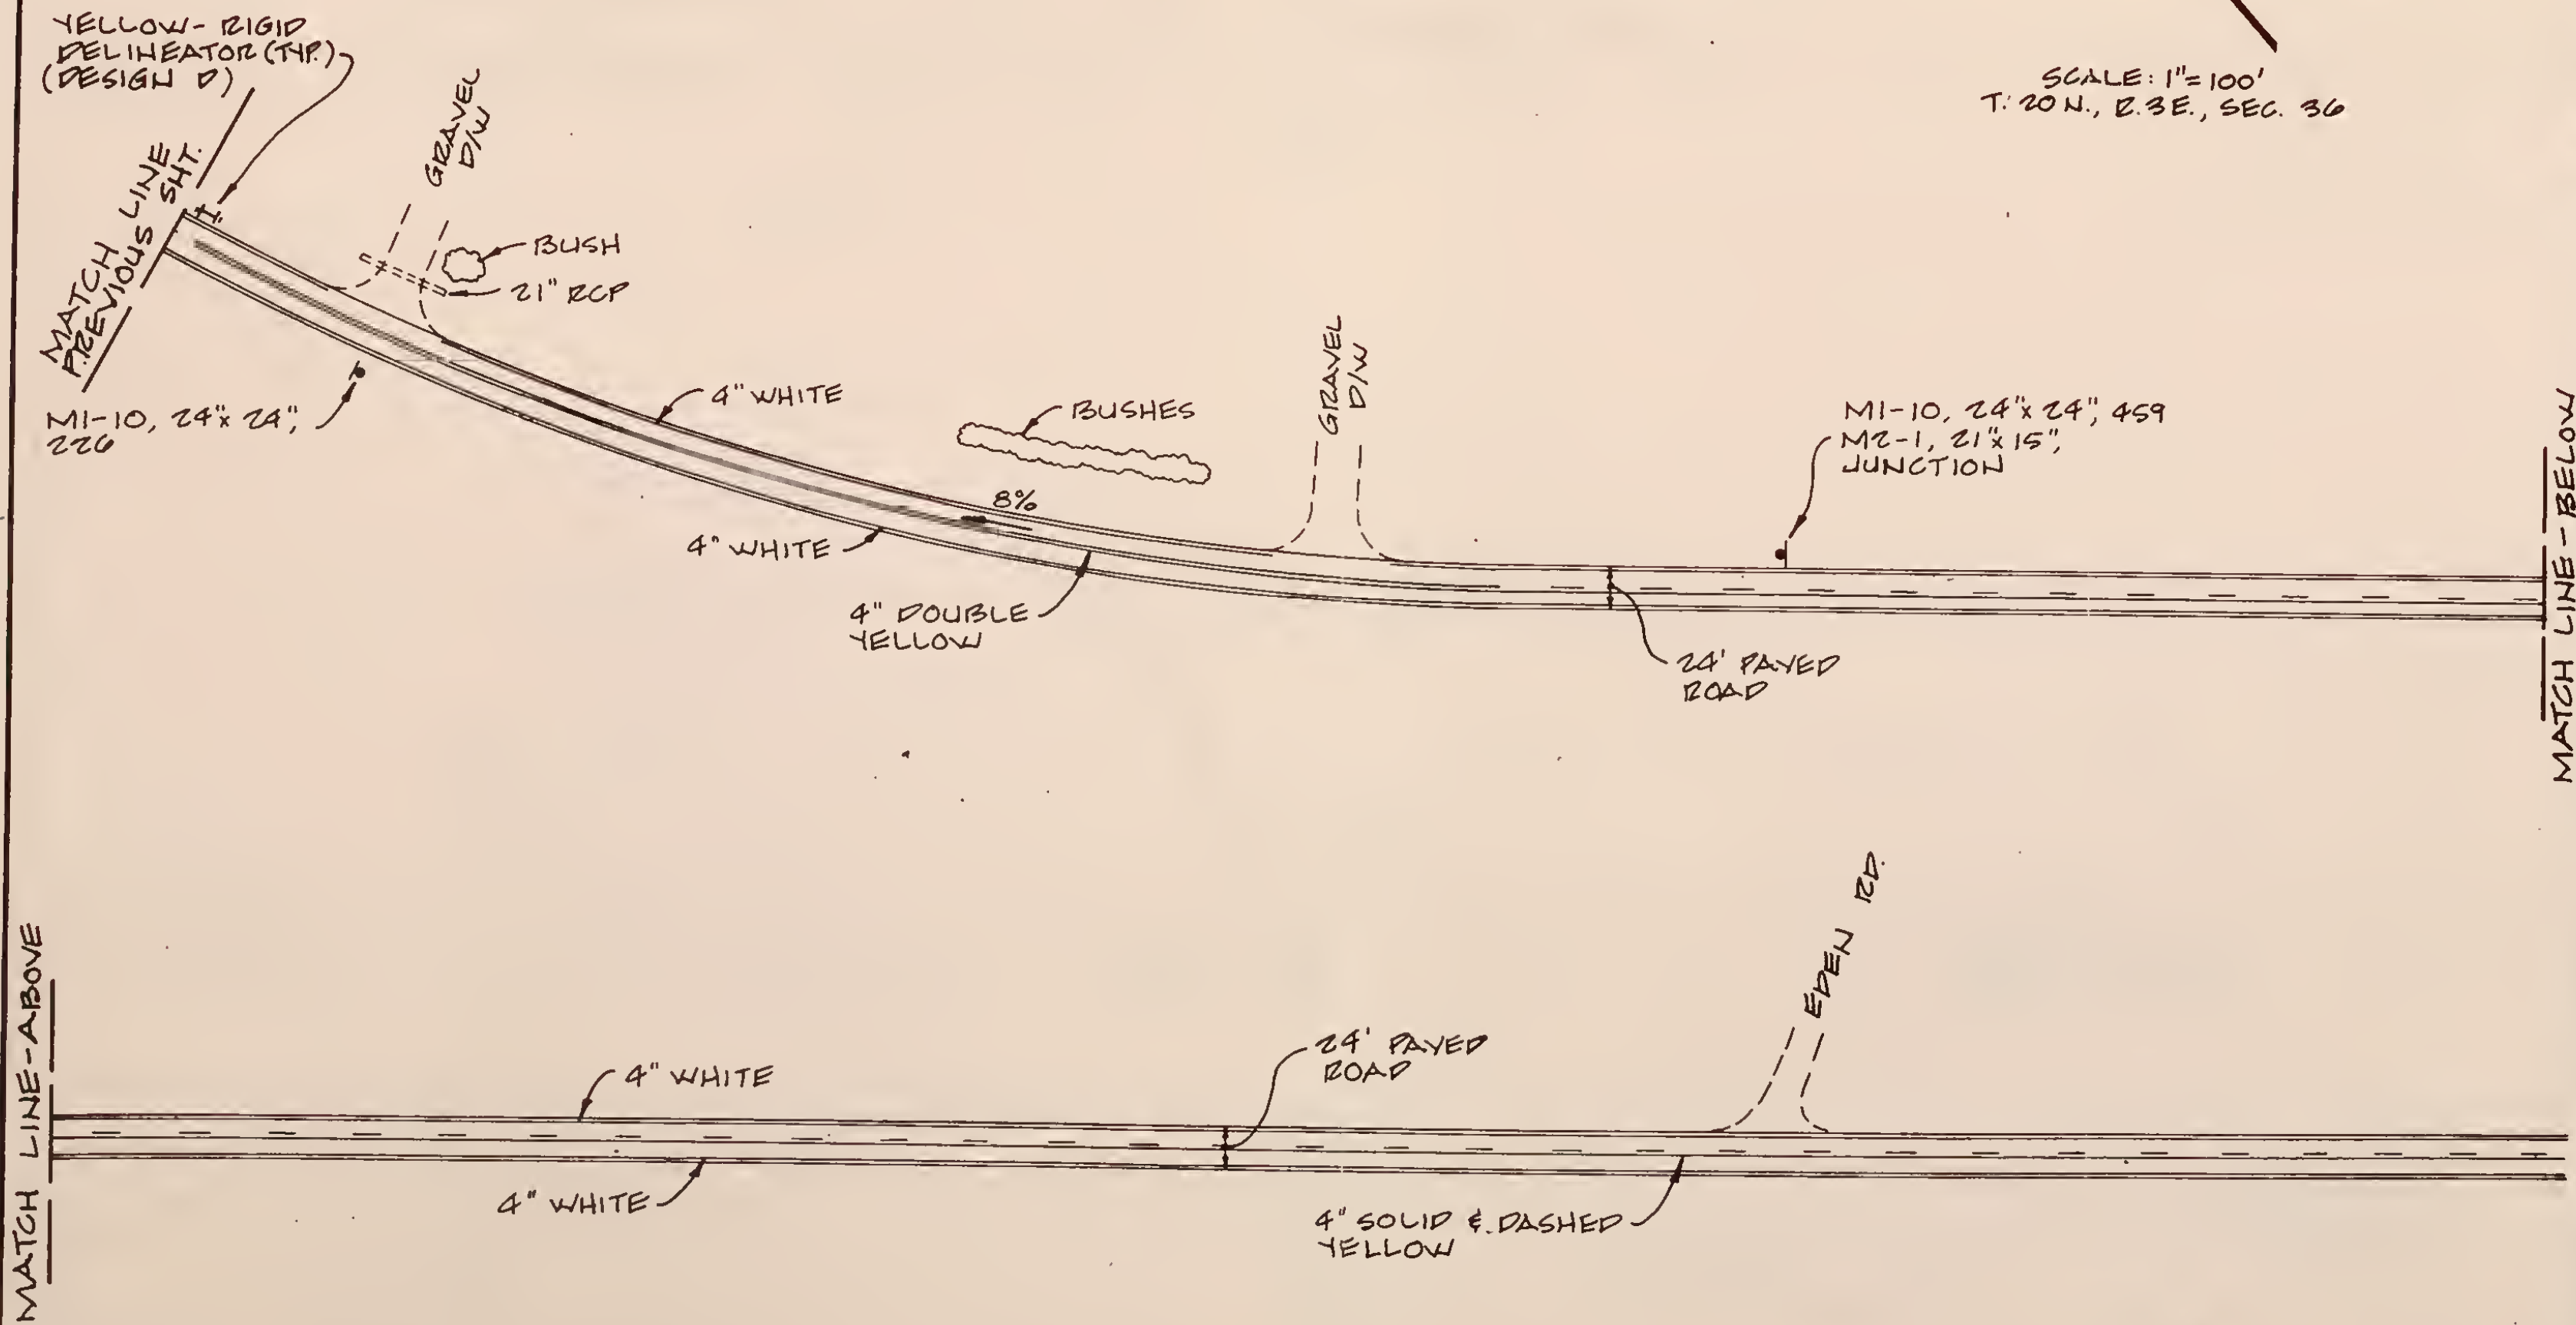 YELLOW-RIGID
DELINEATOR (TYP.)
(DESIGN D)
SCALE: 1"=100'
T. 20 N., R.3E., SEC. 36
GRAVEL
D/W
MATCH LINE
PREVIOUS SHT.
BUSH
21" RCP
M1-10, 24"x 24",
226
4" WHITE
BUSHES
GRAVEL
D/W
M1-10, 24"x 24", 459
M2-1, 21"x 15",
JUNCTION
8%
4" WHITE
4" DOUBLE
YELLOW
24' PAVED
ROAD
MATCH LINE-BELOW
MATCH LINE-ABOVE
EDEN RD.
24' PAVED
ROAD
4" WHITE
4" WHITE
4" SOLID & DASHED
YELLOW